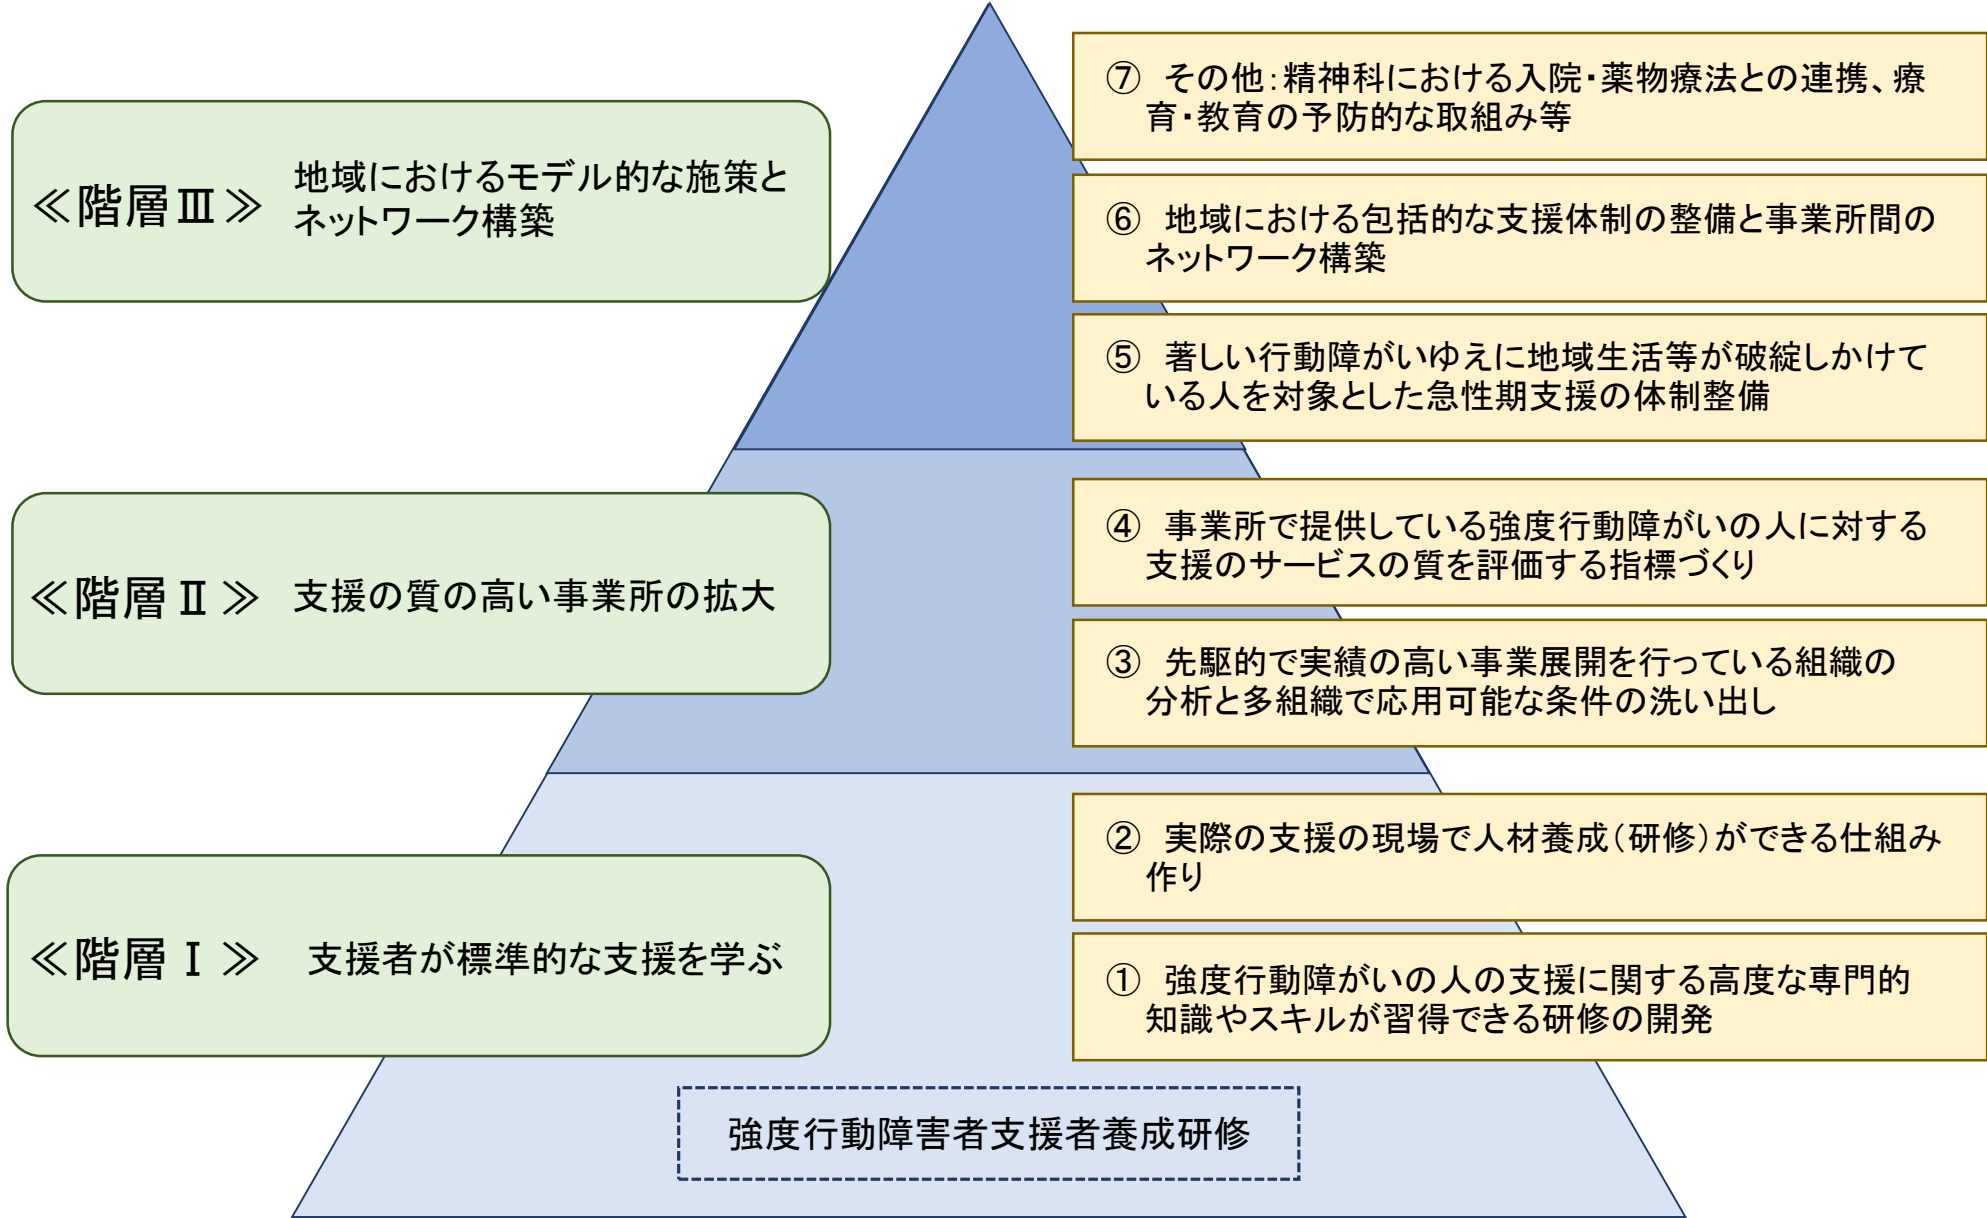 ⑦ その他：精神科における入院・薬物療法との連携、療
育・教育の予防的な取組み等
≪階層Ⅲ≫
地域におけるモデル的な施策と
ネットワーク構築
⑥ 地域における包括的な支援体制の整備と事業所間の
ネットワーク構築
⑤ 著しい行動障がいゆえに地域生活等が破綻しかけて
いる人を対象とした急性期支援の体制整備
④ 事業所で提供している強度行動障がいの人に対する
支援のサービスの質を評価する指標づくり
≪階層Ⅱ≫ 支援の質の高い事業所の拡大
③ 先駆的で実績の高い事業展開を行っている組織の
分析と多組織で応用可能な条件の洗い出し
② 実際の支援の現場で人材養成（研修）ができる仕組み
作り
≪階層Ⅰ≫ 支援者が標準的な支援を学ぶ
① 強度行動障がいの人の支援に関する高度な専門的
知識やスキルが習得できる研修の開発
強度行動障害者支援者養成研修